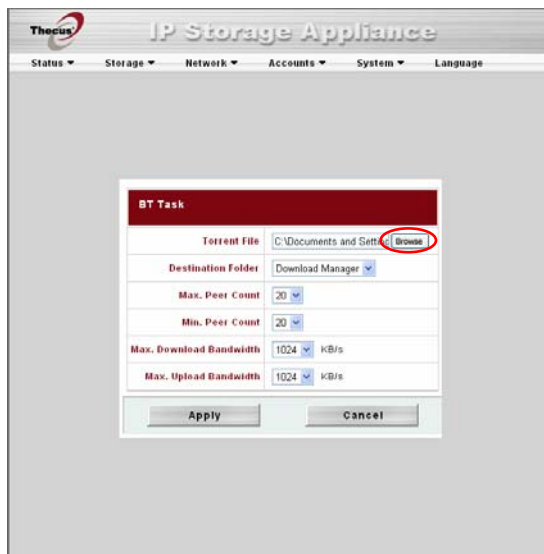 Thecus
IP Storage Appliance
Status Storage Network Accounts System Language
BT Task
Torrent File C:\Documents and Setting Browse
Destination Folder Download Manager
Max. Peer Count 20
Min. Peer Count 20
Max. Download Bandwidth 1024 KB/s
Max. Upload Bandwidth 1024 KB/s
Apply Cancel